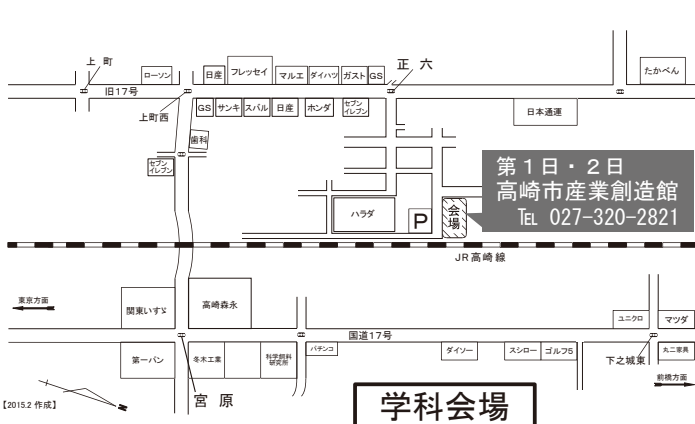 上町
ローソン
日産
フレッセイ
マルエ
ダイハツ
ガスト
GS
正六
たかべん
旧17号
上町西
GS
サンキ
スバル
日産
ホンダ
セブン
イレブン
日本通運
歯科
セブン
イレブン
第1日・2日
高崎市産業創造館
℡ 027-320-2821
ハラダ
P
会場
JR高崎線
東京方面
関東いすゞ
高崎森永
ユニクロ
マツダ
国道17号
第一パン
冬木工業
科学飼料
研究所
パチンコ
ダイソー
スシロー
ゴルフ5
下之城東
丸二家具
前橋方面
宮原
【2015.2 作成】
N
学科会場